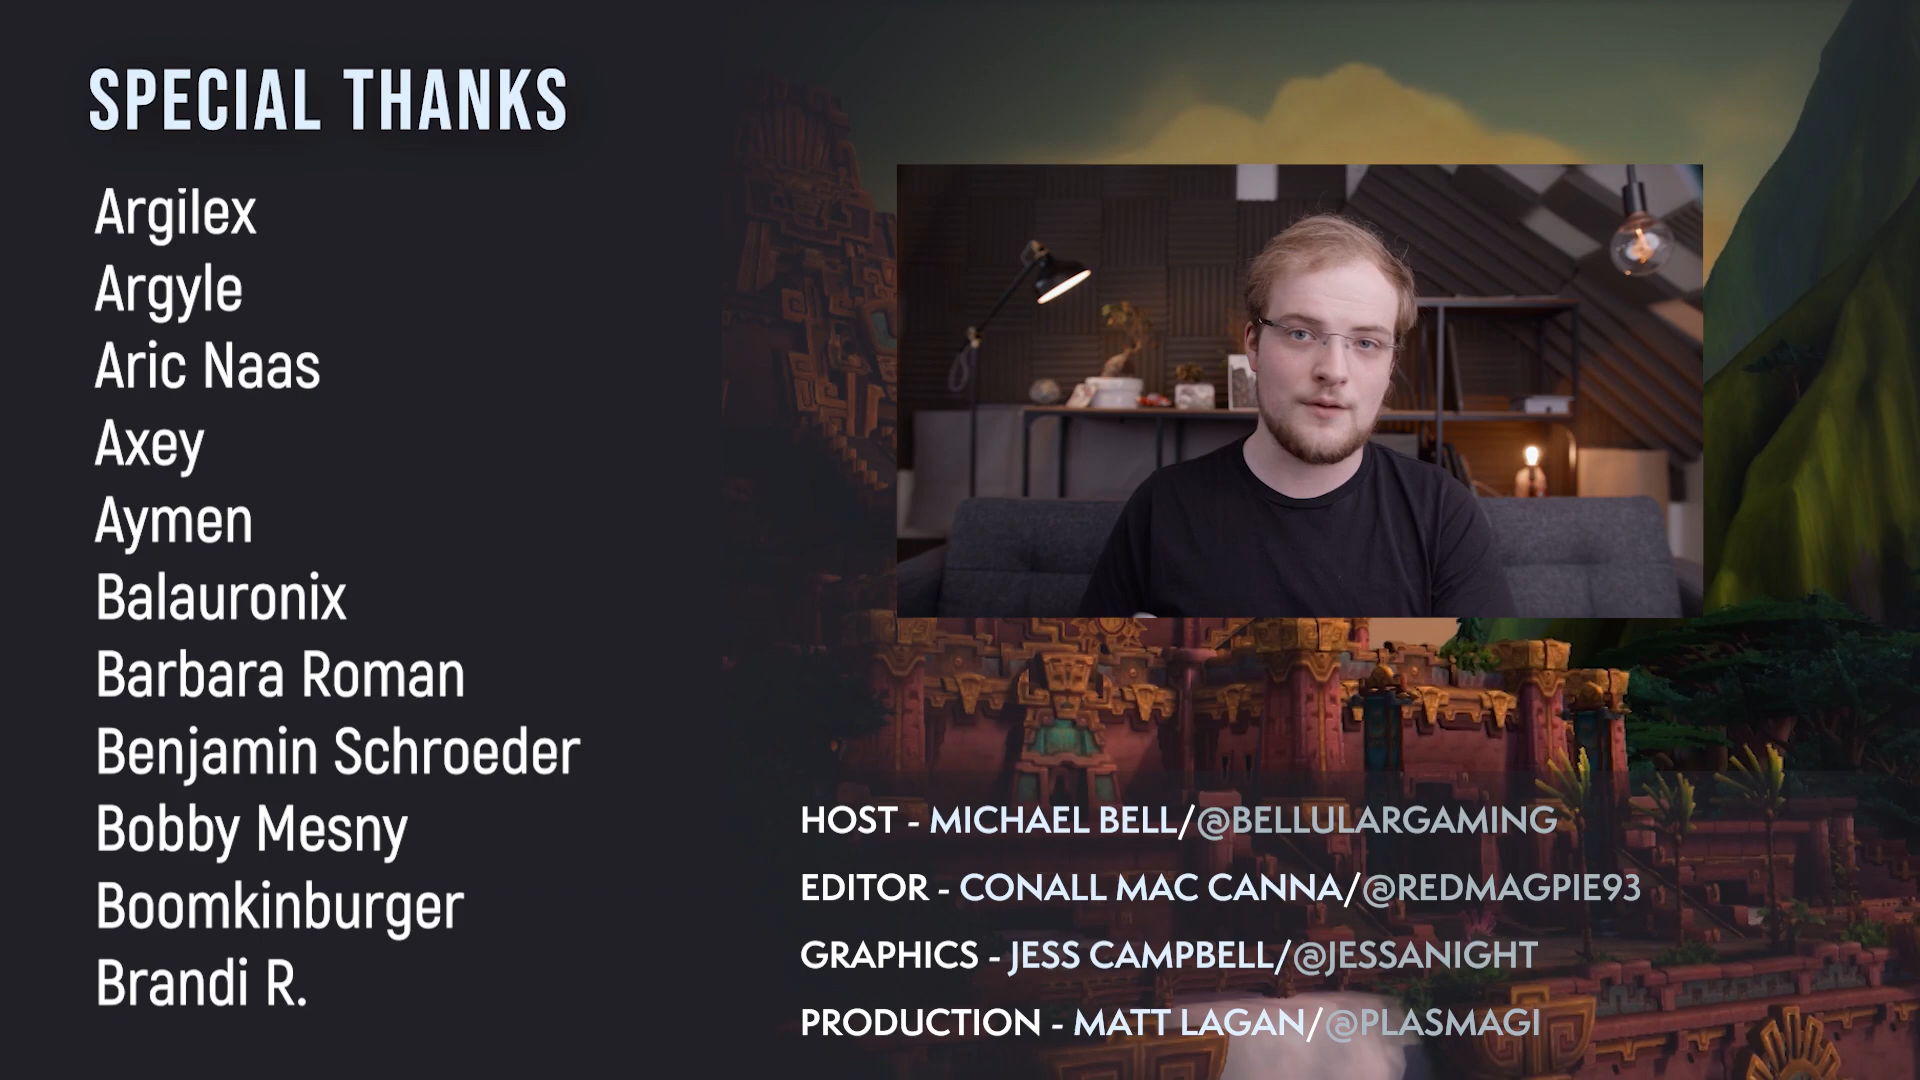 SPECIAL THANKS
Argilex
Argyle
Aric Naas
Axey
Aymen
Balauronix
Barbara Roman
Benjamin Schroeder
Bobby Mesny
Boomkinburger
Brandi R.
HOST - MICHAEL BELL/@BELLULARGAMING
EDITOR - CONALL MAC CANNA/@REDMAGPIE93
GRAPHICS - JESS CAMPBELL/@JESSANIGHT
PRODUCTION - MATT LAGAN/@PLASMAGI